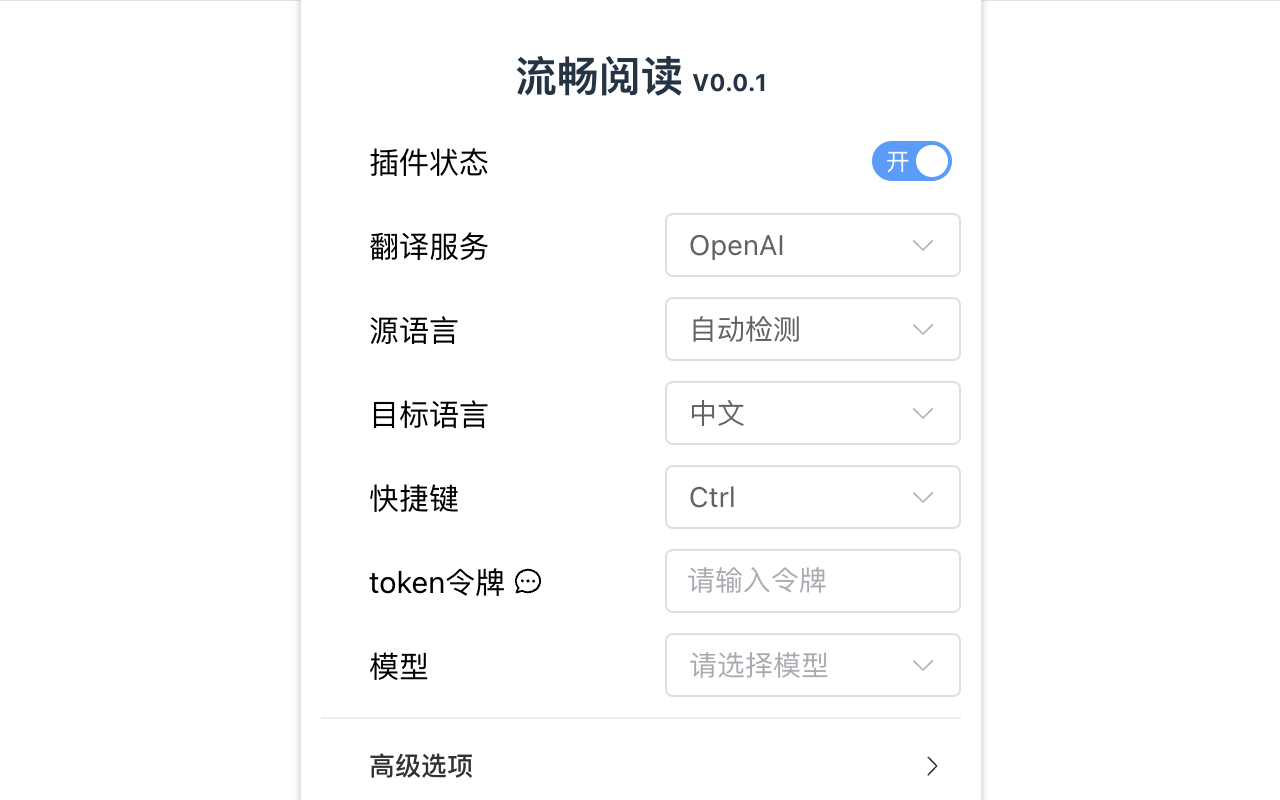 流畅阅读 V0.0.1
插件状态 开
翻译服务 OpenAI
源语言 自动检测
目标语言 中文
快捷键 Ctrl
token令牌 请输入令牌
模型 请选择模型
高级选项